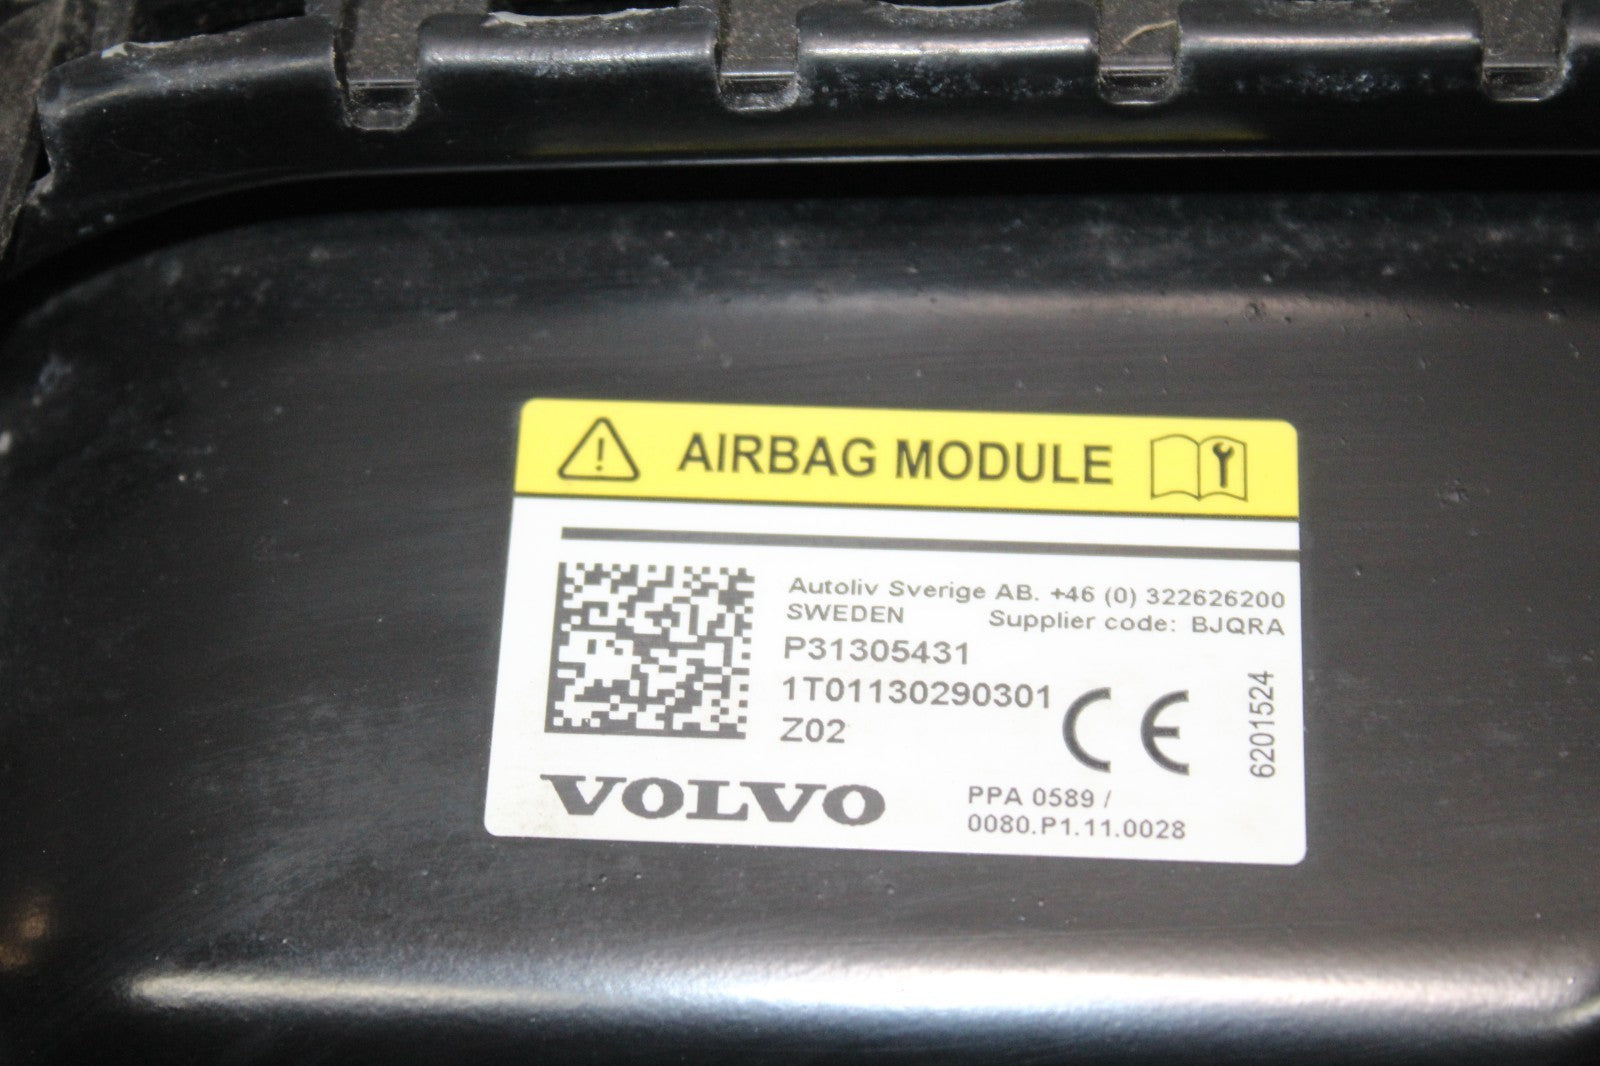 AIRBAG MODULE
Autoliv Sverige AB. +46 (0) 322626200
SWEDEN Supplier code: BJQRA
P31305431
1T01130290301
Z02
CE
6201524
VOLVO
PPA 0589 /
0080.P1.11.0028